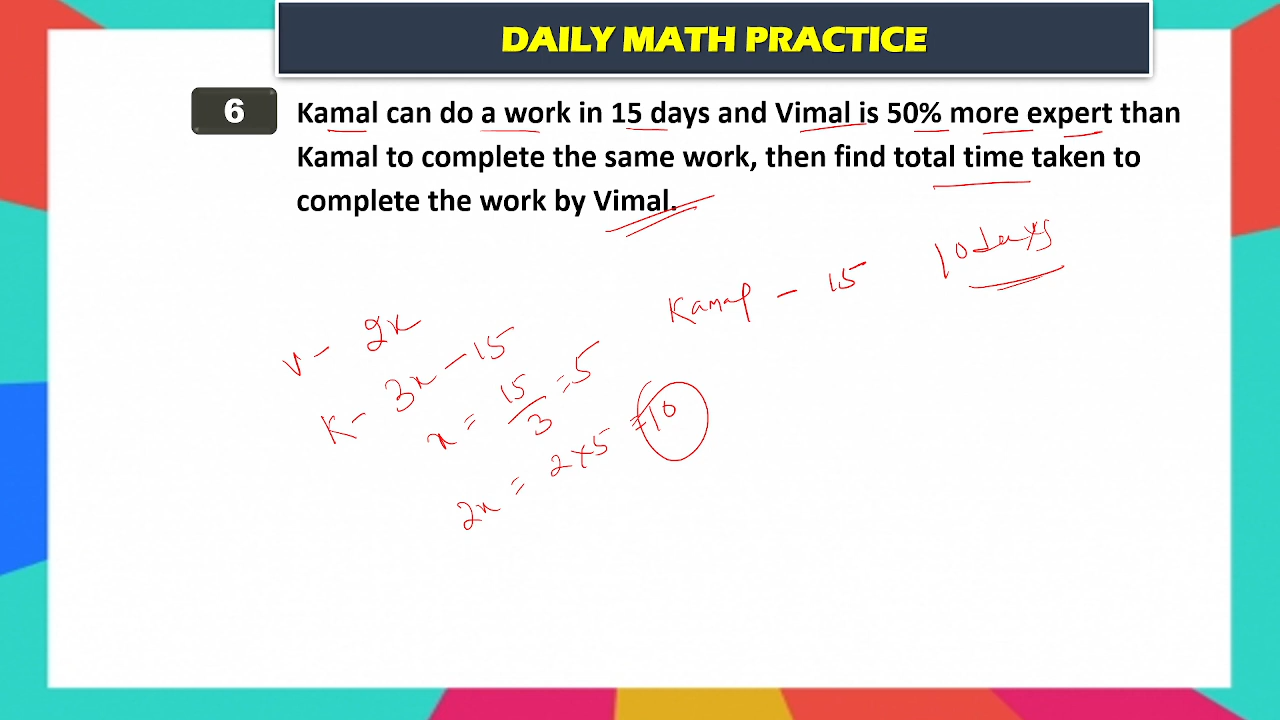 DAILY MATH PRACTICE
6
Kamal can do a work in 15 days and Vimal is 50% more expert than
Kamal to complete the same work, then find total time taken to
complete the work by Vimal.
10 days
Kamal - 15
V - 2x
K - 3x - 15
x = 15/3 = 5
2x = 2x5 = 10